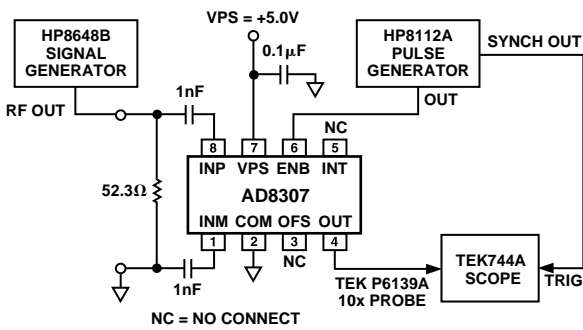 VPS = +5.0V
HP8648B
SIGNAL
GENERATOR
0.1μF
HP8112A
PULSE
GENERATOR
SYNCH OUT
RF OUT
1nF
OUT
NC
8
7
6
5
INP
VPS
ENB
INT
52.3Ω
AD8307
INM
COM
OFS
OUT
1
2
3
4
NC
1nF
TEK P6139A
10x PROBE
TEK744A
SCOPE
TRIG
NC = NO CONNECT